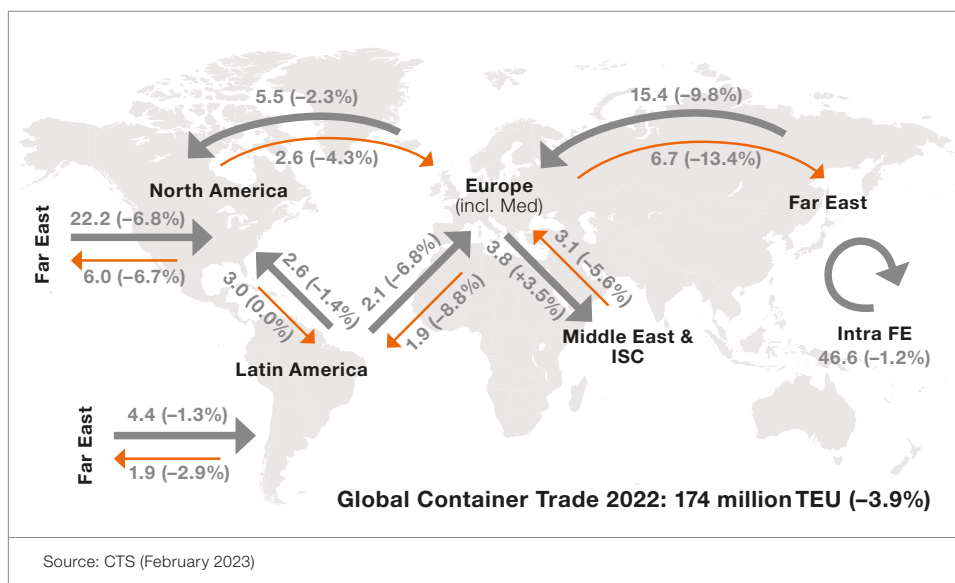 5.5 (–2.3%)
15.4 (–9.8%)
2.6 (–4.3%)
6.7 (–13.4%)
North America
Europe
(incl. Med)
Far East
Far East
22.2 (–6.8%)
6.0 (–6.7%)
2.6 (–1.4%)
3.0 (0.0%)
2.1 (–6.8%)
1.9 (–8.8%)
3.8 (+3.5%)
3.1 (–5.6%)
Middle East &
ISC
Intra FE
46.6 (–1.2%)
Latin America
Far East
4.4 (–1.3%)
1.9 (–2.9%)
Global Container Trade 2022: 174 million TEU (–3.9%)
Source: CTS (February 2023)